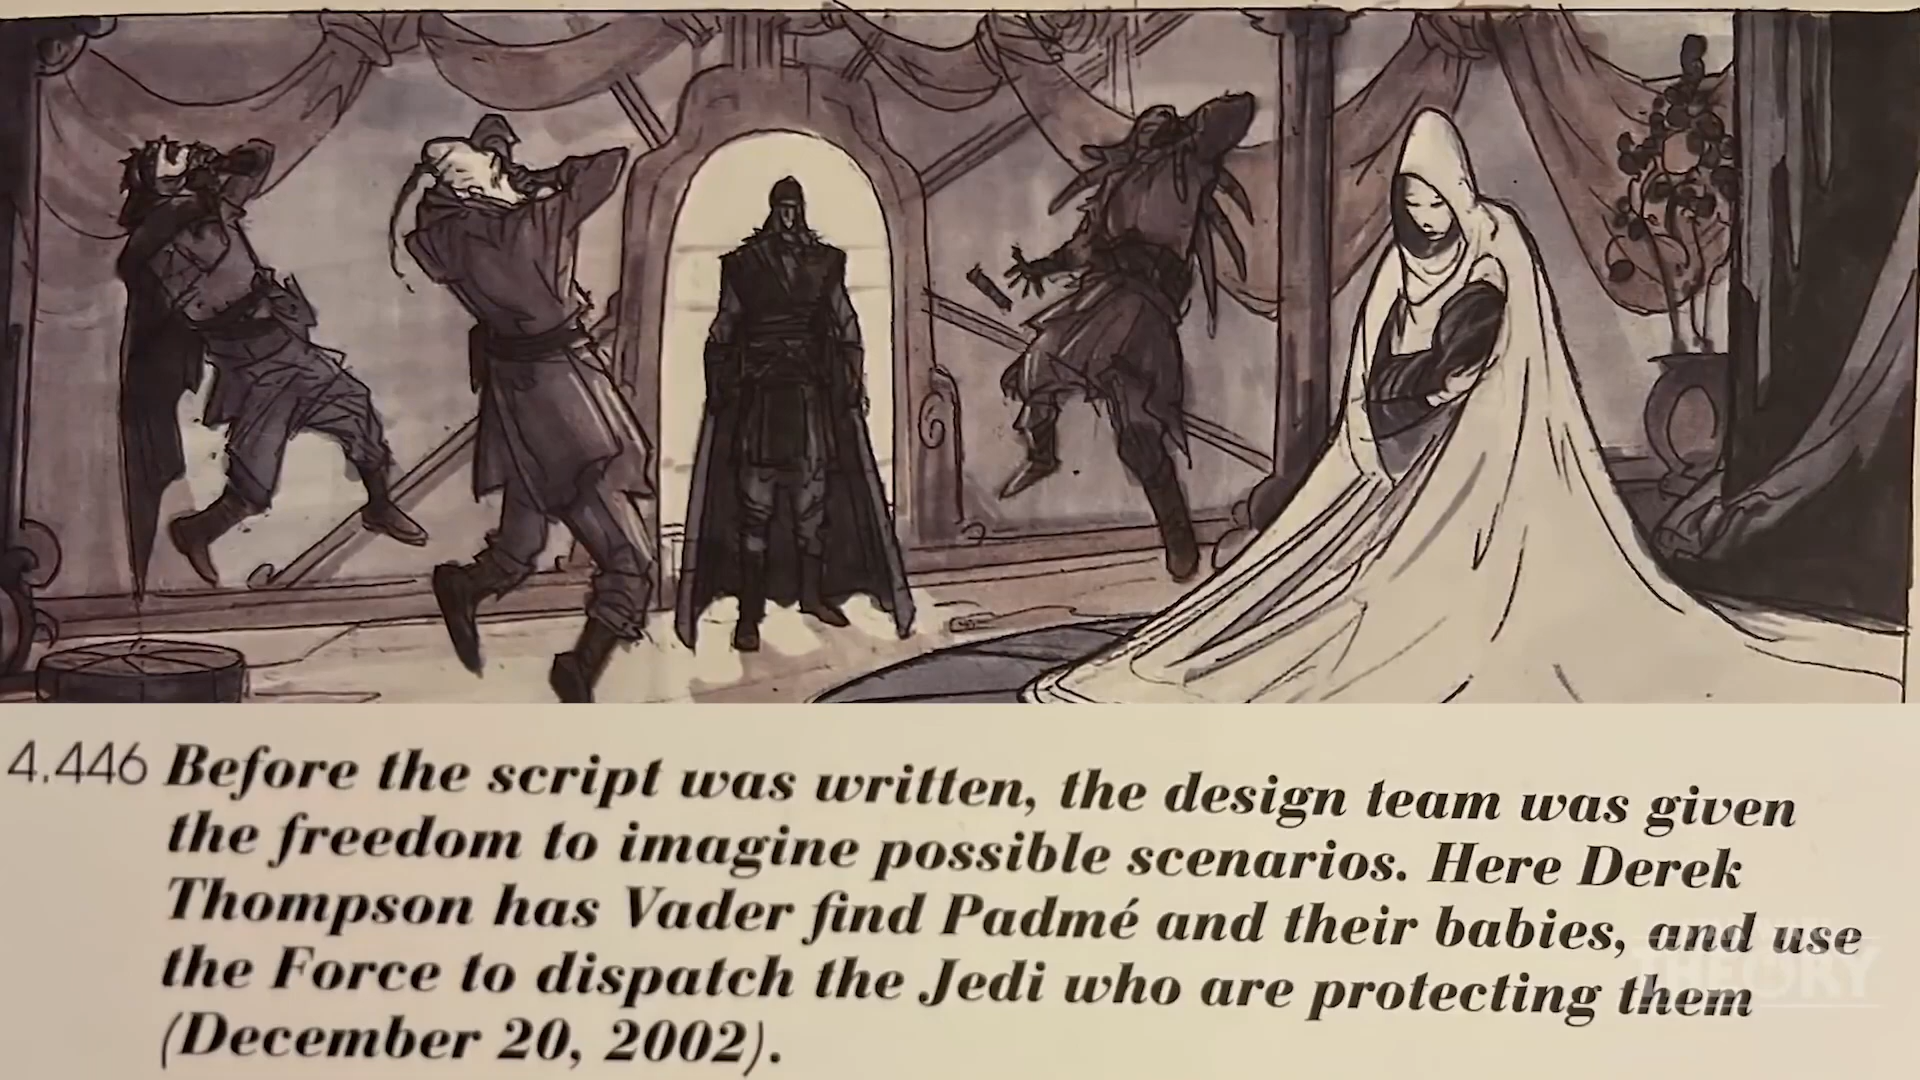 4.446 Before the script was written, the design team was given
the freedom to imagine possible scenarios. Here Derek
Thompson has Vader find Padmé and their babies, and use
the Force to dispatch the Jedi who are protecting them
(December 20, 2002).
THEORY